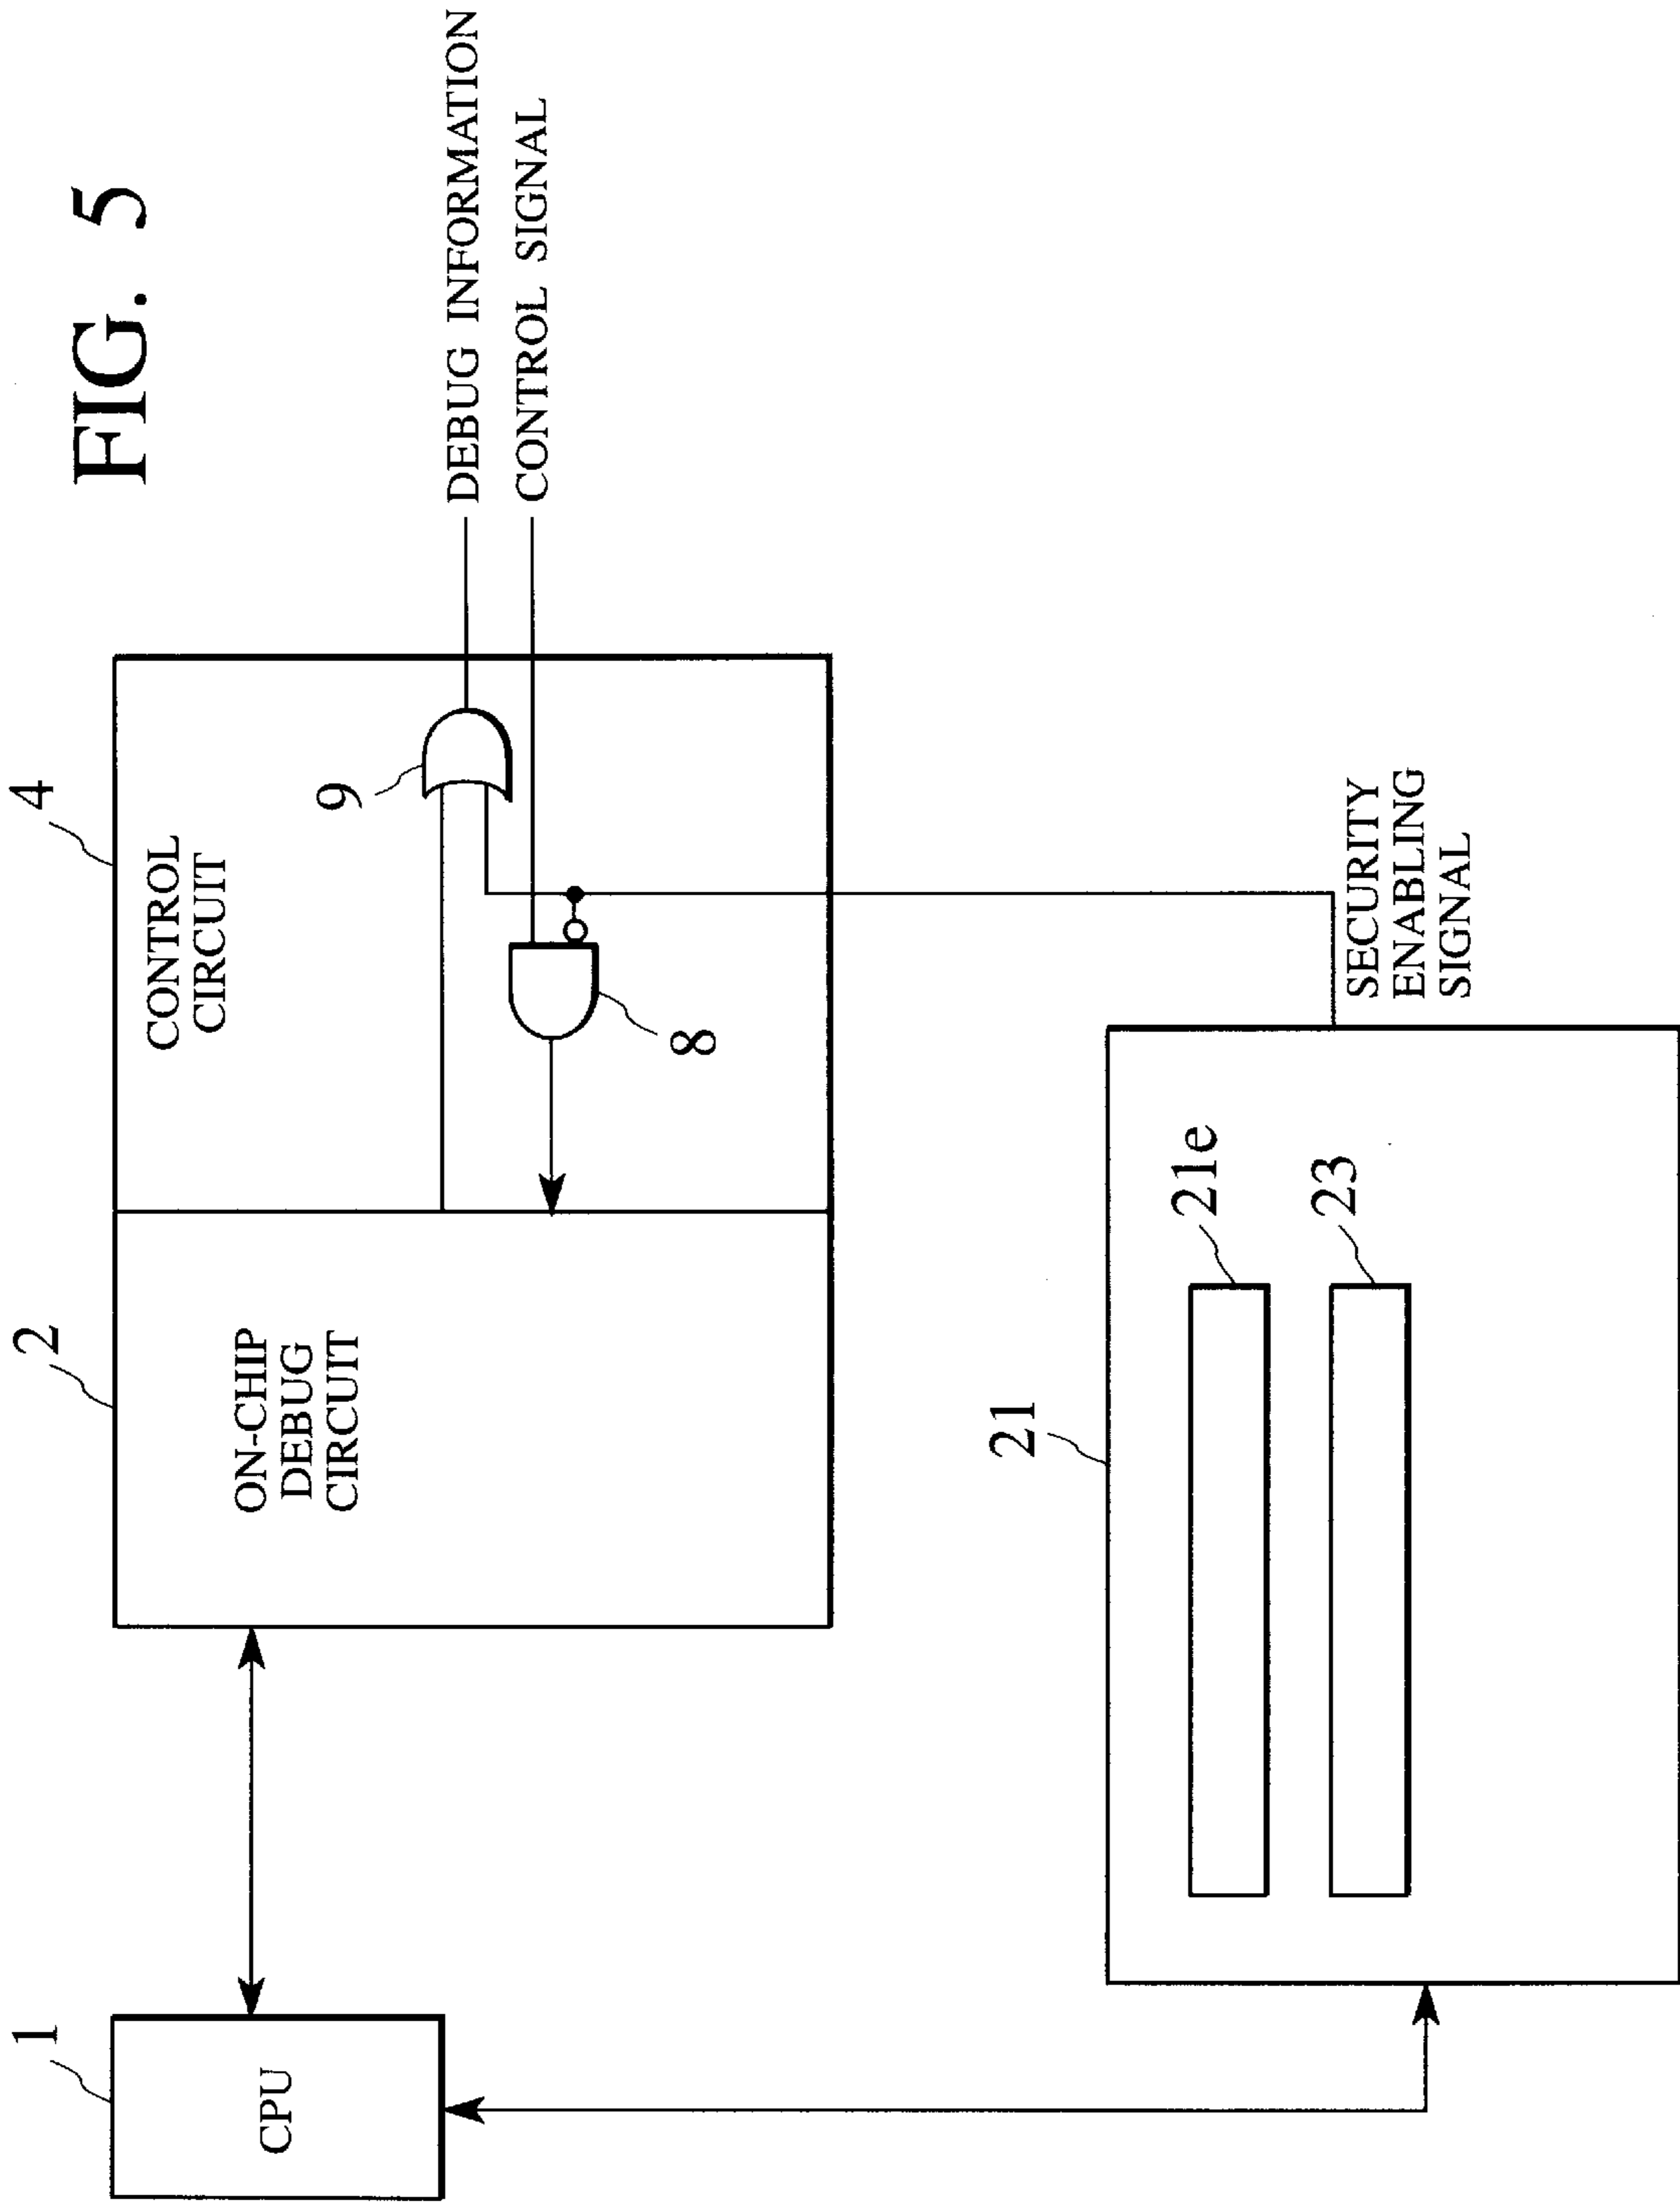 FIG. 5
1
CPU
2
ON-CHIP
DEBUG
CIRCUIT
4
CONTROL
CIRCUIT
9
8
DEBUG INFORMATION
CONTROL SIGNAL
21
21e
23
SECURITY
ENABLING
SIGNAL